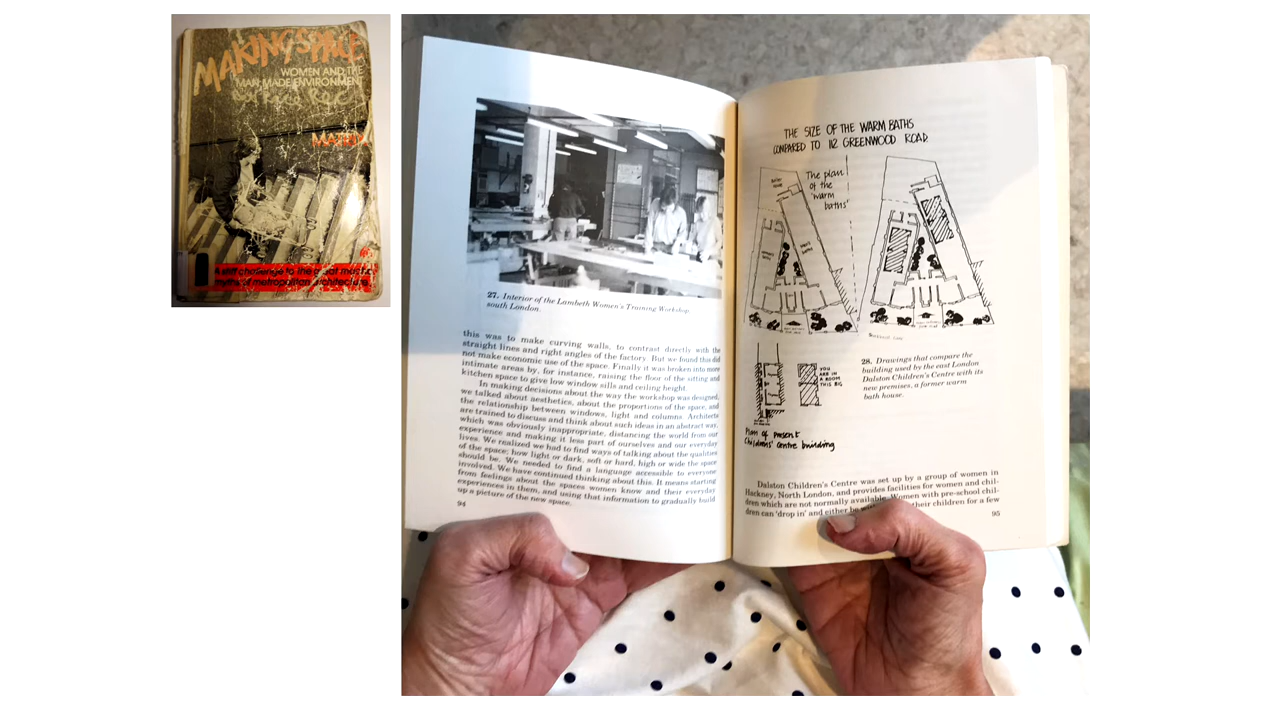 MAKING SPACE
WOMEN AND THE
MAN MADE ENVIRONMENT
MATRIX
A stiff challenge to the great macho
myths of metropolitan architecture
27. Interior of the Lambeth Women's Training Workshop,
south London.
this was to make curving walls, to contrast directly with the
straight lines and right angles of the factory. But we found this did
not make economic use of the space. Finally it was broken into more
intimate areas by, for instance, raising the floor of the sitting and
kitchen space to give low window sills and ceiling height.
In making decisions about the way the workshop was designed,
we talked about aesthetics, about the proportions of the space, and
the relationship between windows, light and columns. Architects
are trained to discuss and think about such ideas in an abstract way,
which was obviously inappropriate, distancing the world from our
experience and making it less part of ourselves and our everyday
lives. We realized we had to find ways of talking about the qualities
of the space; how light or dark, soft or hard, high or wide the space
should be. We needed to find a language accessible to everyone
involved. We have continued thinking about this. It means starting
from feelings about the spaces women know and their everyday
experiences in them, and using that information to gradually build
up a picture of the new space.
94
THE SIZE OF THE WARM BATHS
COMPARED TO 112 GREENWOOD ROAD.
The plan
of the
'warm
baths'
YOU
ARE IN
A ROOM
THIS BIG
Plan of present
Childrens' centre building
28. Drawings that compare the
building used by the east London
Dalston Children's Centre with its
new premises, a former warm
bath house.
Dalston Children's Centre was set up by a group of women in
Hackney, North London, and provides facilities for women and chil-
dren which are not normally available. Women with pre-school chil-
dren can 'drop in' and either be their children for a few
95